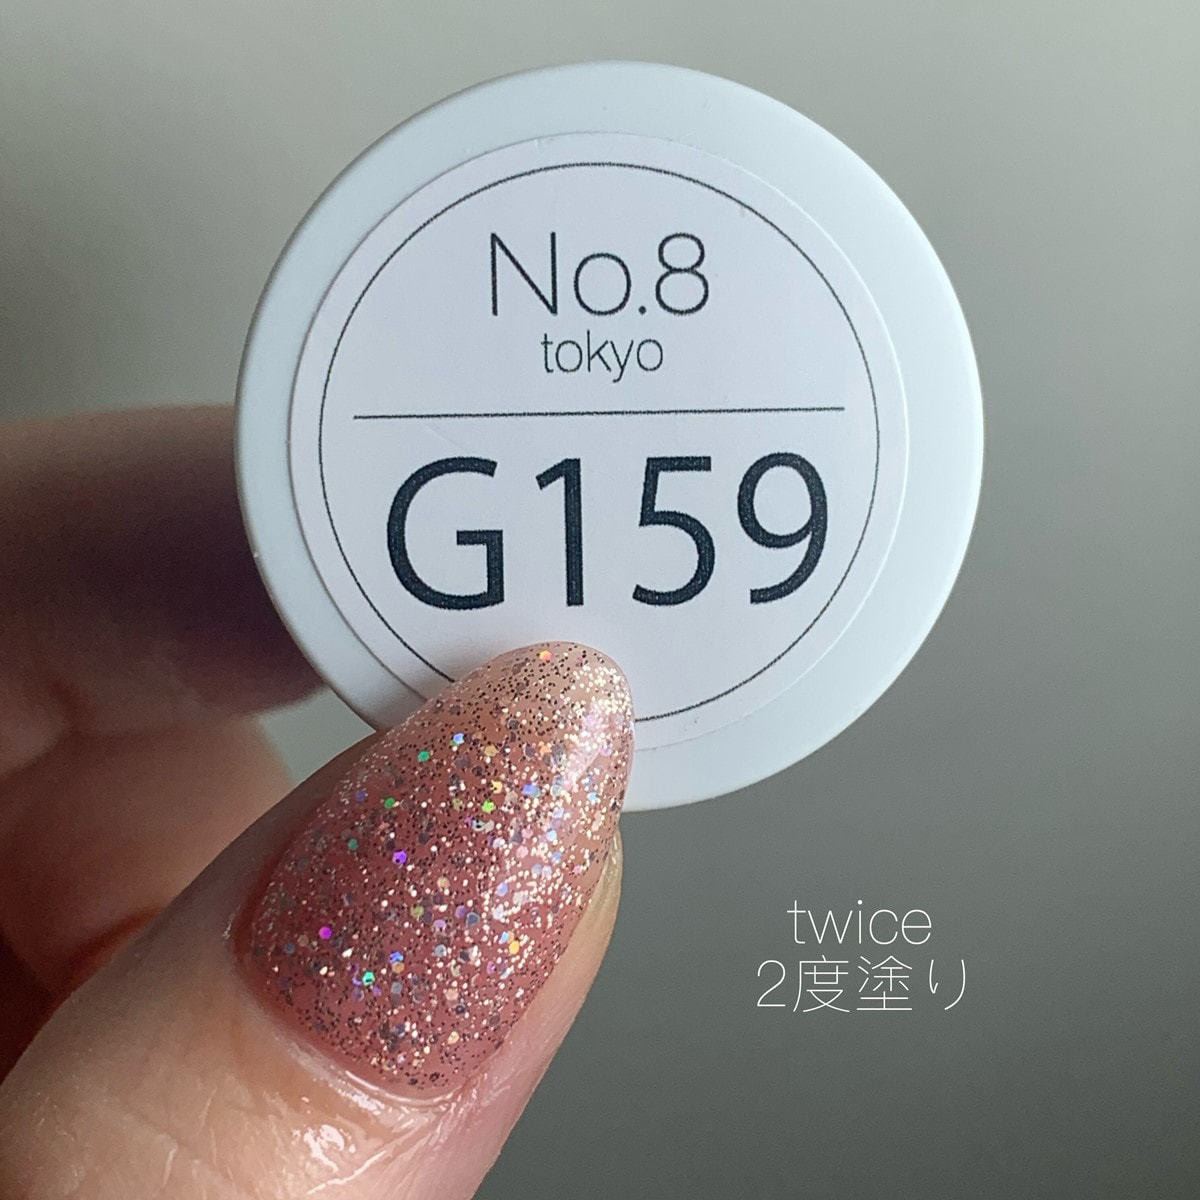 No.8
tokyo
G159
twice
2度塗り